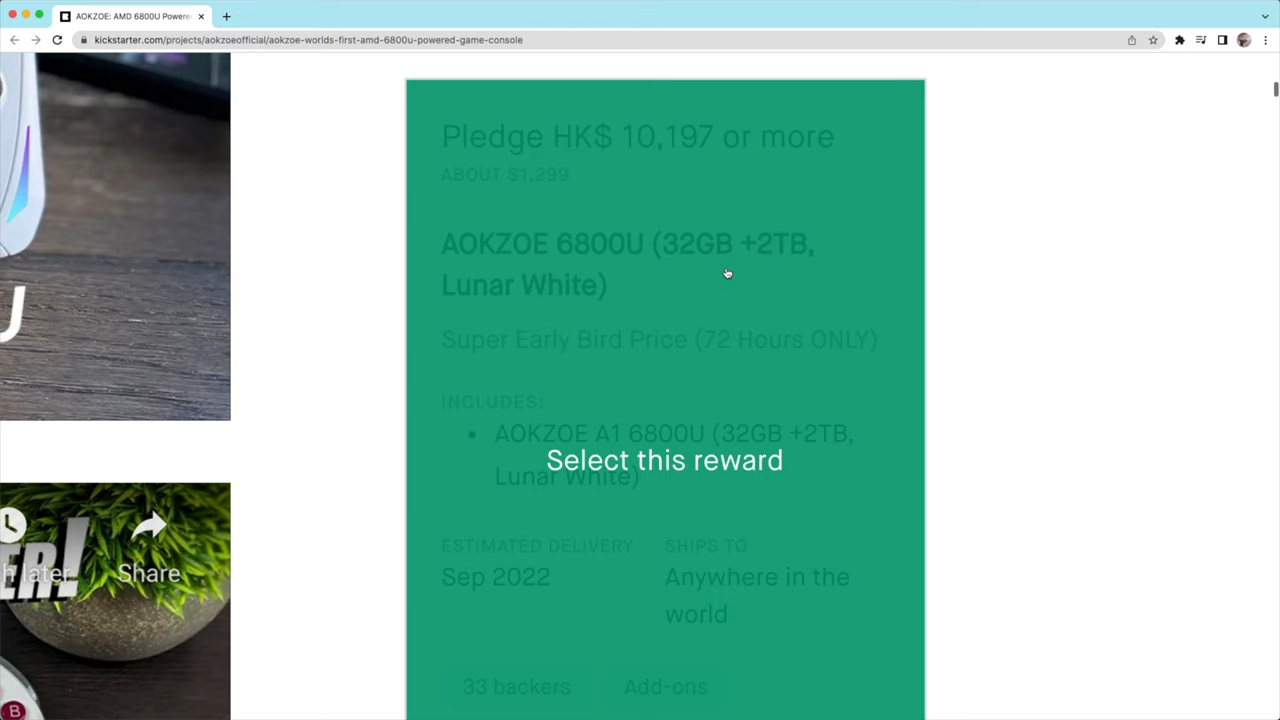 AOKZOE: AMD 6800U Powere
kickstarter.com/projects/aokzoeofficial/aokzoe-worlds-first-amd-6800u-powered-game-console
Pledge HK$ 10,197 or more
ABOUT $1,299
AOKZOE 6800U (32GB +2TB,
Lunar White)
Super Early Bird Price (72 Hours ONLY)
INCLUDES:
• AOKZOE A1 6800U (32GB +2TB,
Lunar White)
Select this reward
ESTIMATED DELIVERY
SHIPS TO
Sep 2022
Anywhere in the
world
33 backers
Add-ons
U
ER!
h later
Share
B